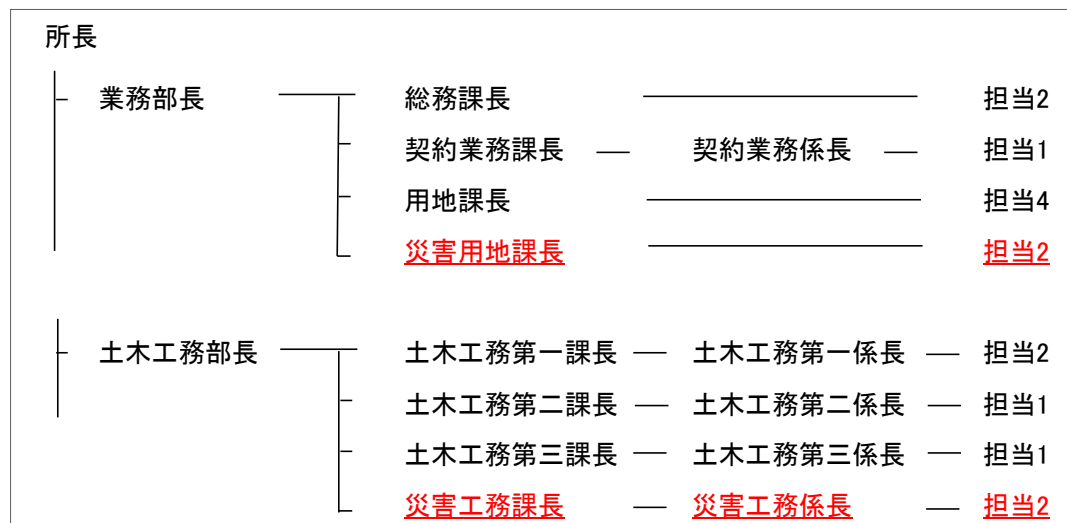 所長
業務部長 総務課長 担当2
契約業務課長 契約業務係長 担当1
用地課長 担当4
災害用地課長 担当2
土木工務部長 土木工務第一課長 土木工務第一係長 担当2
土木工務第二課長 土木工務第二係長 担当1
土木工務第三課長 土木工務第三係長 担当1
災害工務課長 災害工務係長 担当2